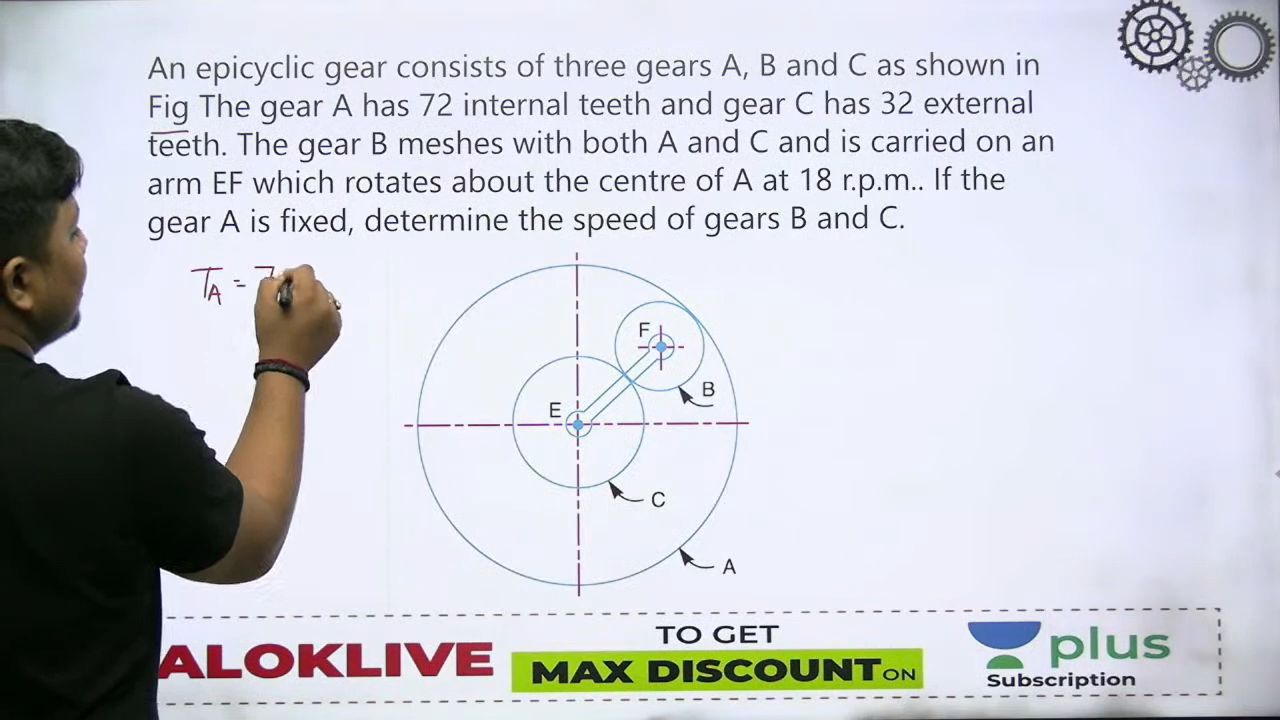 An epicyclic gear consists of three gears A, B and C as shown in
Fig The gear A has 72 internal teeth and gear C has 32 external
teeth. The gear B meshes with both A and C and is carried on an
arm EF which rotates about the centre of A at 18 r.p.m.. If the
gear A is fixed, determine the speed of gears B and C.
TA = 7
F
B
E
C
A
ALOKLIVE
TO GET
MAX DISCOUNT ON
plus
Subscription